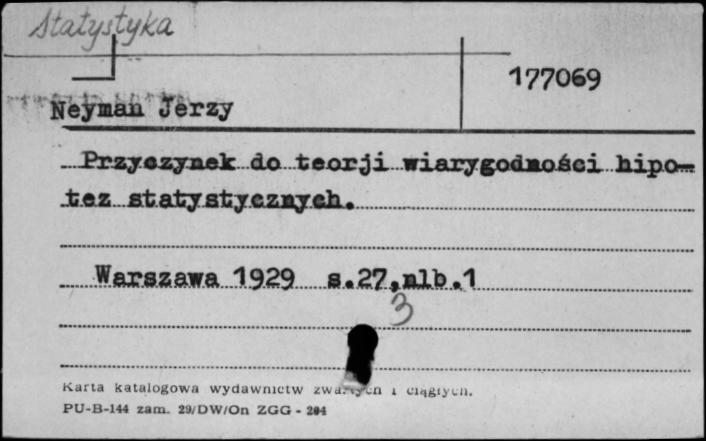 Statystyka
177069
Neyman Jerzy
Przyczynek do teorji wiarygodności hipo-
tez statystycznych.
Warszawa 1929 s.27,nlb.1
3
Karta katalogowa wydawnictw zwartych i ciągłych.
PU-B-144 zam. 29/DW/On ZGG - 204